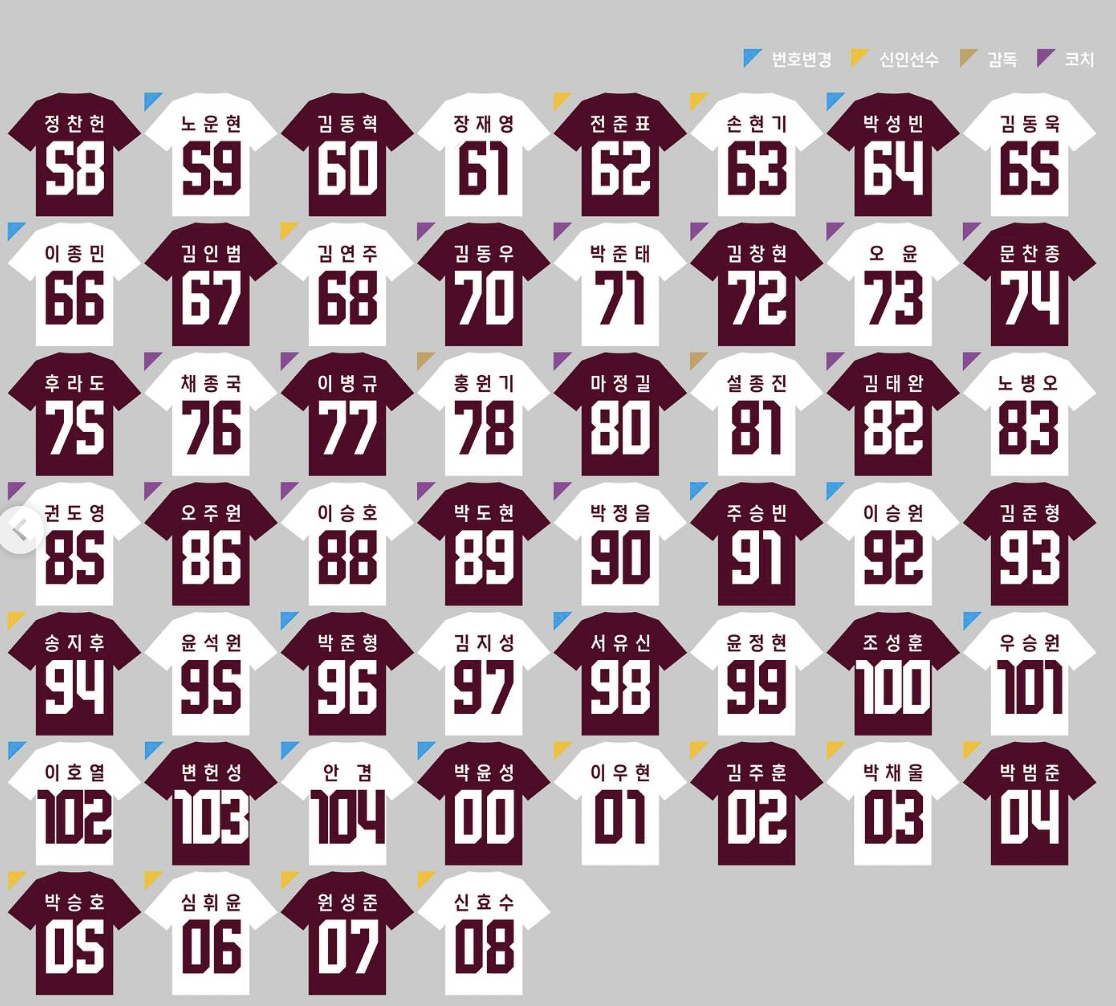 번호변경 신인선수 감독 코치
정찬헌 노운현 김동혁 장재영 전준표 손현기 박성빈 김동욱
58 59 60 61 62 63 64 65
이종민 김인범 김연주 김동우 박준태 김창현 오 윤 문찬종
66 67 68 70 71 72 73 74
후라도 채종국 이병규 홍원기 마정길 설종진 김태완 노병오
75 76 77 78 80 81 82 83
권도영 오주원 이승호 박도현 박정음 주승빈 이승원 김준형
85 86 88 89 90 91 92 93
송지후 윤석원 박준형 김지성 서유신 윤정현 조성훈 우승원
94 95 96 97 98 99 100 101
이호열 변헌성 안 겸 박윤성 이우현 김주훈 박채울 박범준
102 103 104 00 01 02 03 04
박승호 심휘윤 원성준 신효수
05 06 07 08